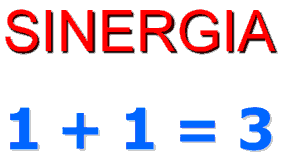 SINERGIA
1 + 1 = 3